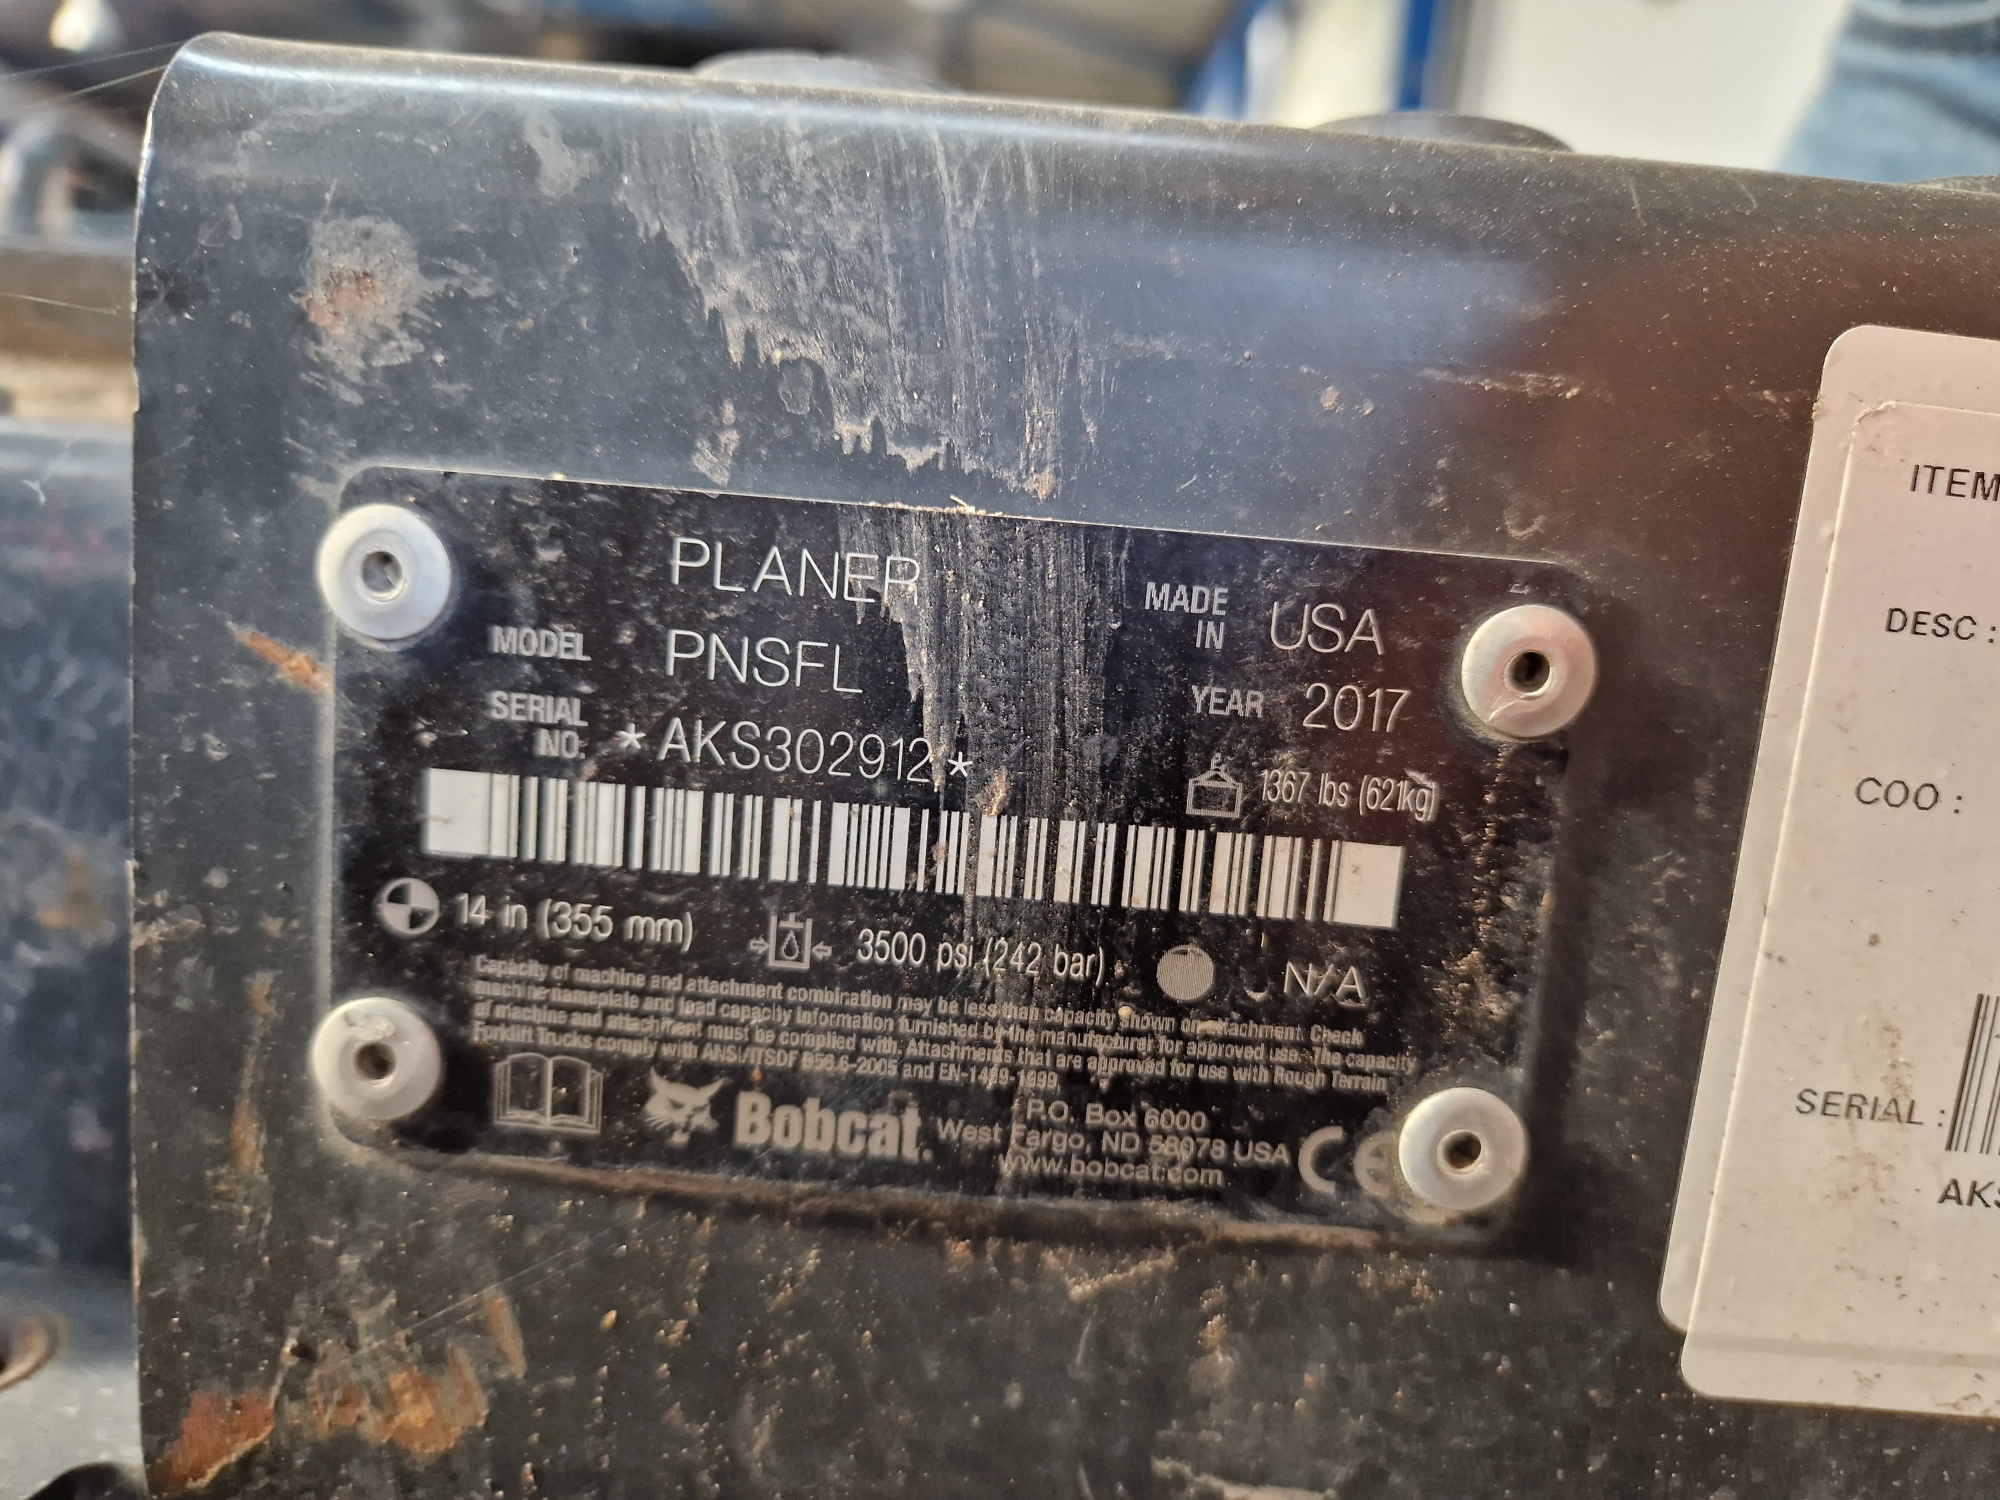 PLANER
MADE IN USA
MODEL PNSFL
YEAR 2017
SERIAL NO. *AKS302912*
1367 lbs (621kg)
14 in (355 mm)
3500 psi (242 bar)
N/A
Capacity of machine and attachment combination may be less than capacity shown on attachment. Check
machine nameplate and load capacity information furnished by the manufacturer for approved use. The capacity
of machine and attachment must be complied with. Attachments that are approved for use with Rough Terrain
Forklift Trucks comply with ANSI/ITSDF B56.6-2005 and EN-1459-1999.
Bobcat.
P.O. Box 6000
West Fargo, ND 58078 USA
www.bobcat.com
CE
ITEM
DESC :
COO :
SERIAL :
AKS